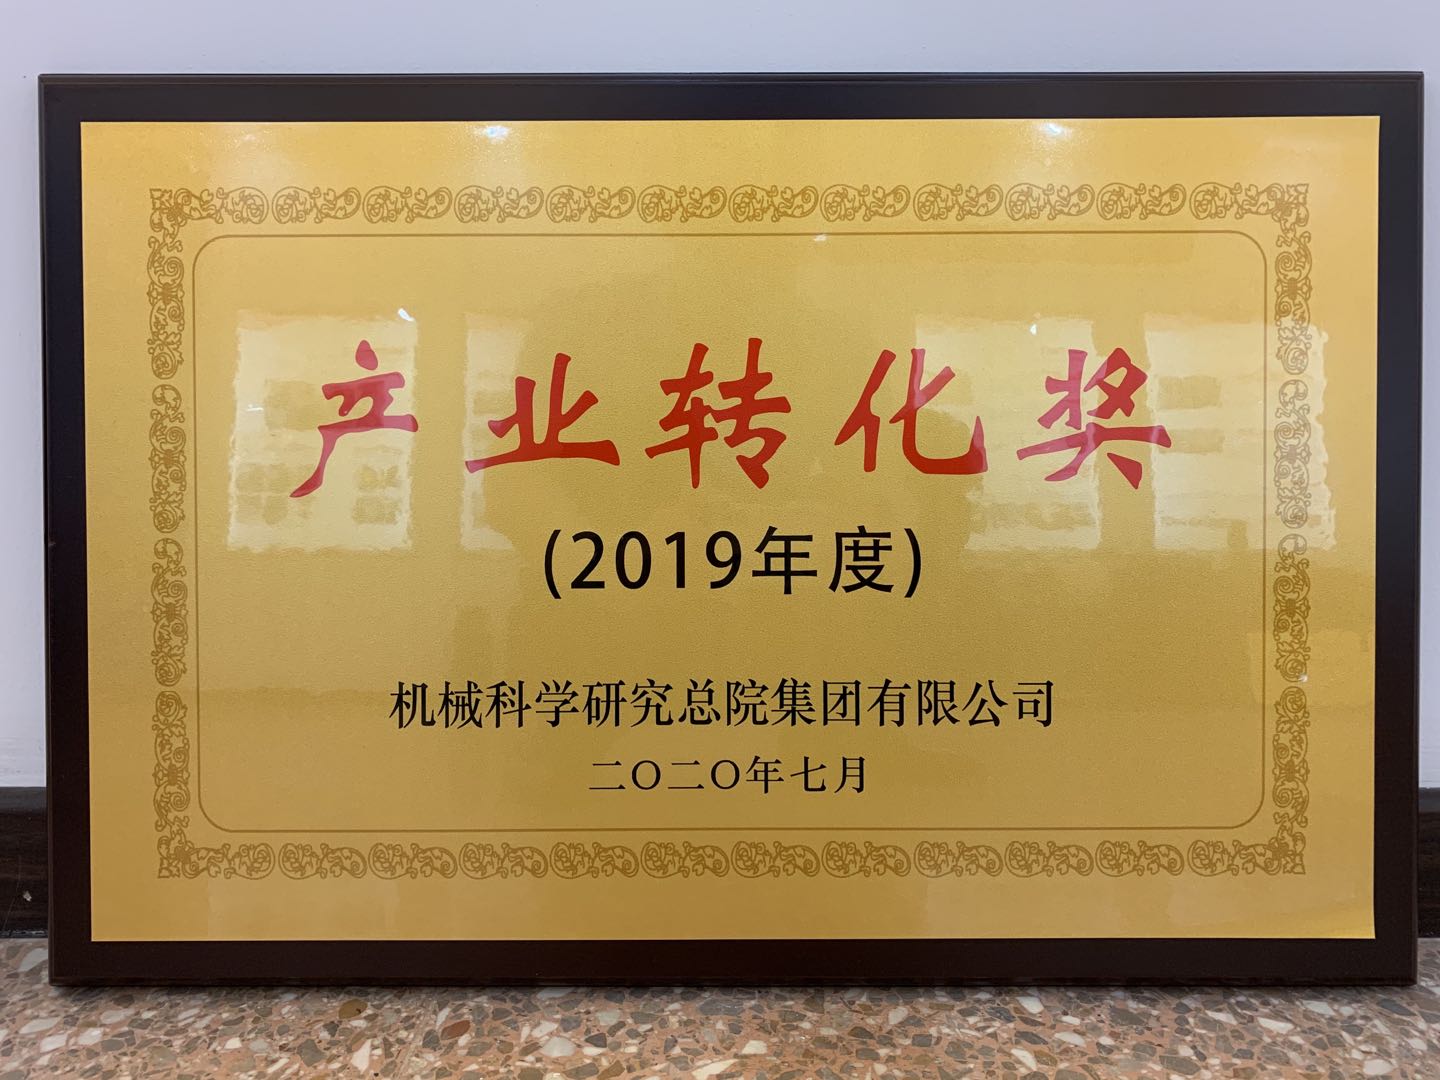 产业转化奖
(2019年度)
机械科学研究总院集团有限公司
二〇二〇年七月